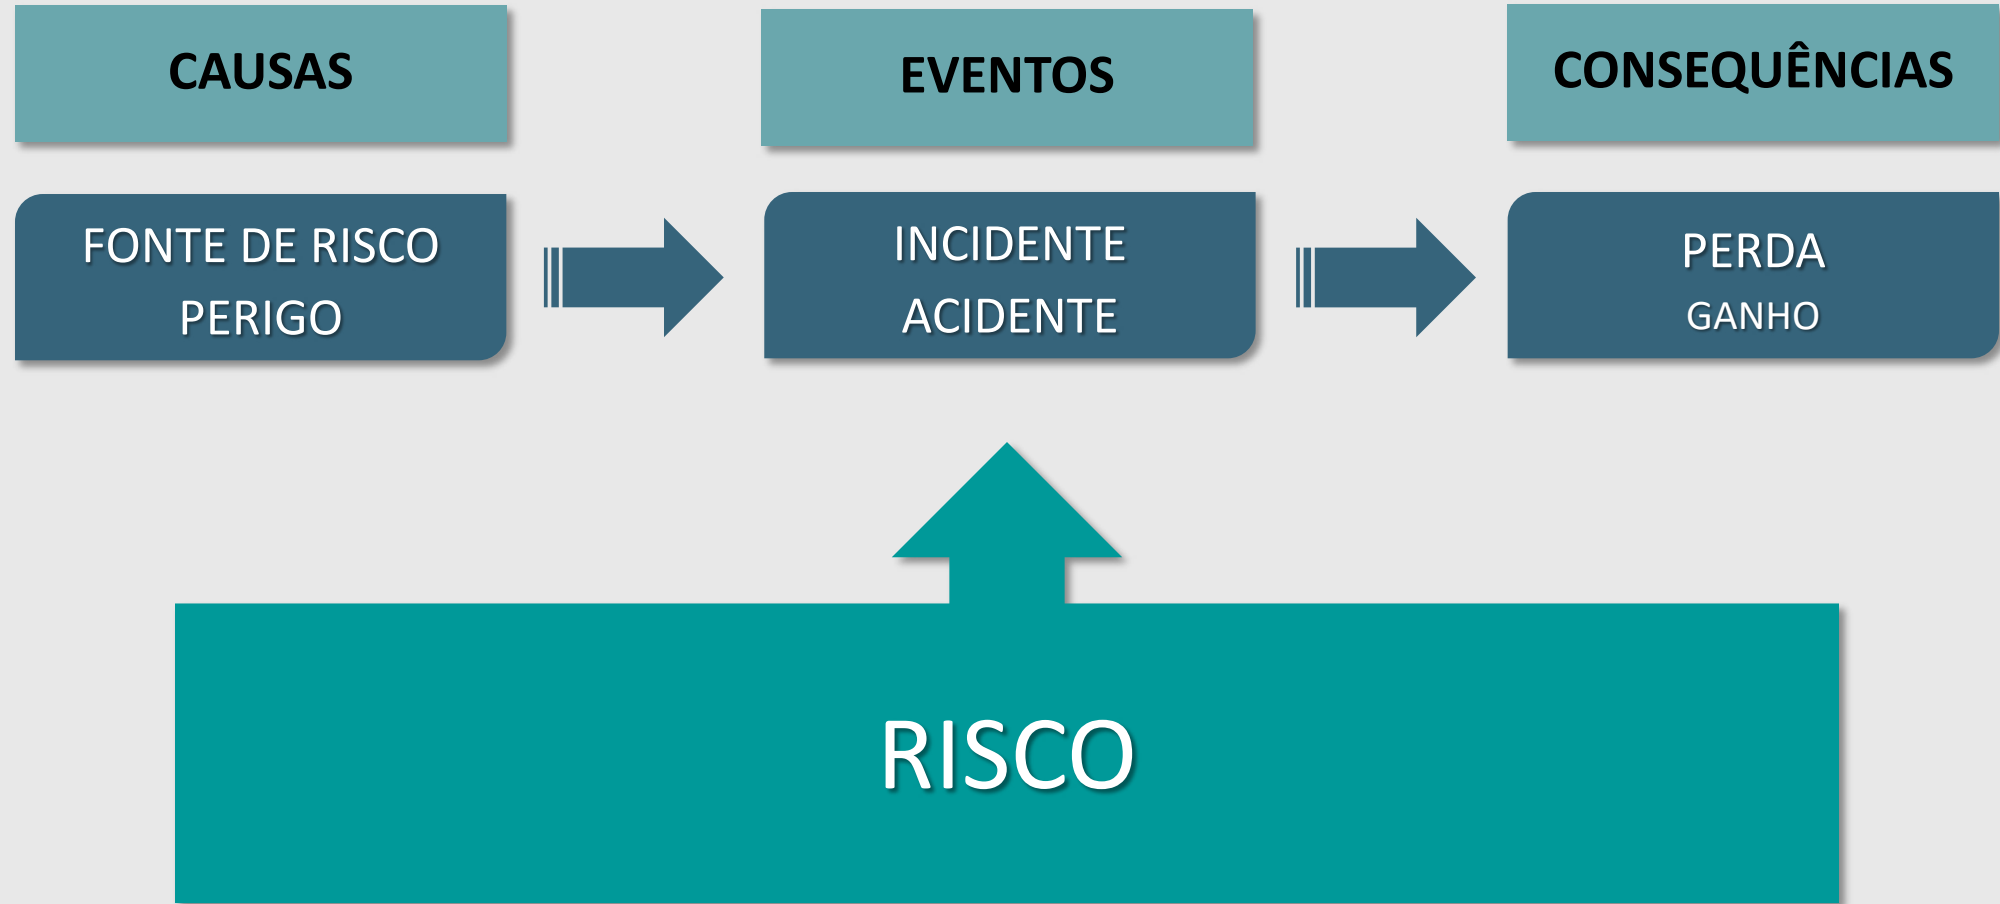 CAUSAS
EVENTOS
CONSEQUÊNCIAS
FONTE DE RISCO
PERIGO
INCIDENTE
ACIDENTE
PERDA
GANHO
RISCO